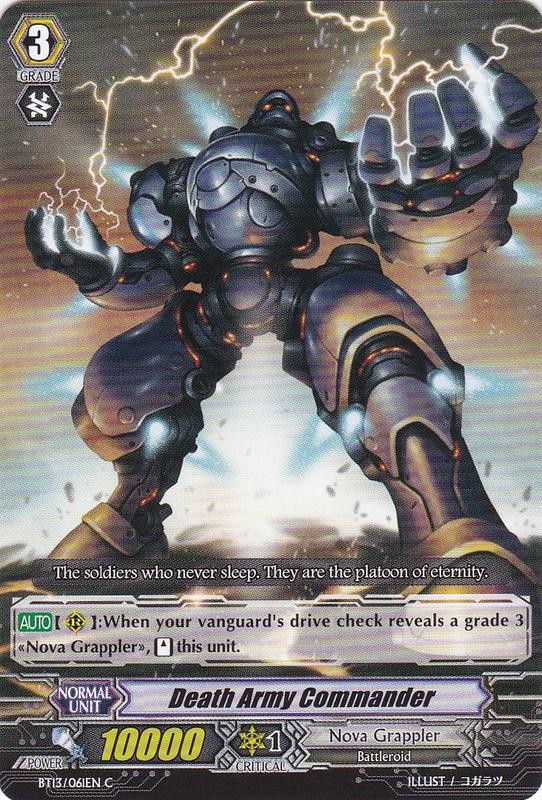 3
GRADE
The soldiers who never sleep. They are the platoon of eternity.
AUTO【 R 】:When your vanguard's drive check reveals a grade 3
«Nova Grappler», this unit.
NORMAL
UNIT
Death Army Commander
POWER
10000
1
CRITICAL
Nova Grappler
Battleroid
BT13/061EN C
ILLUST / コガラツ